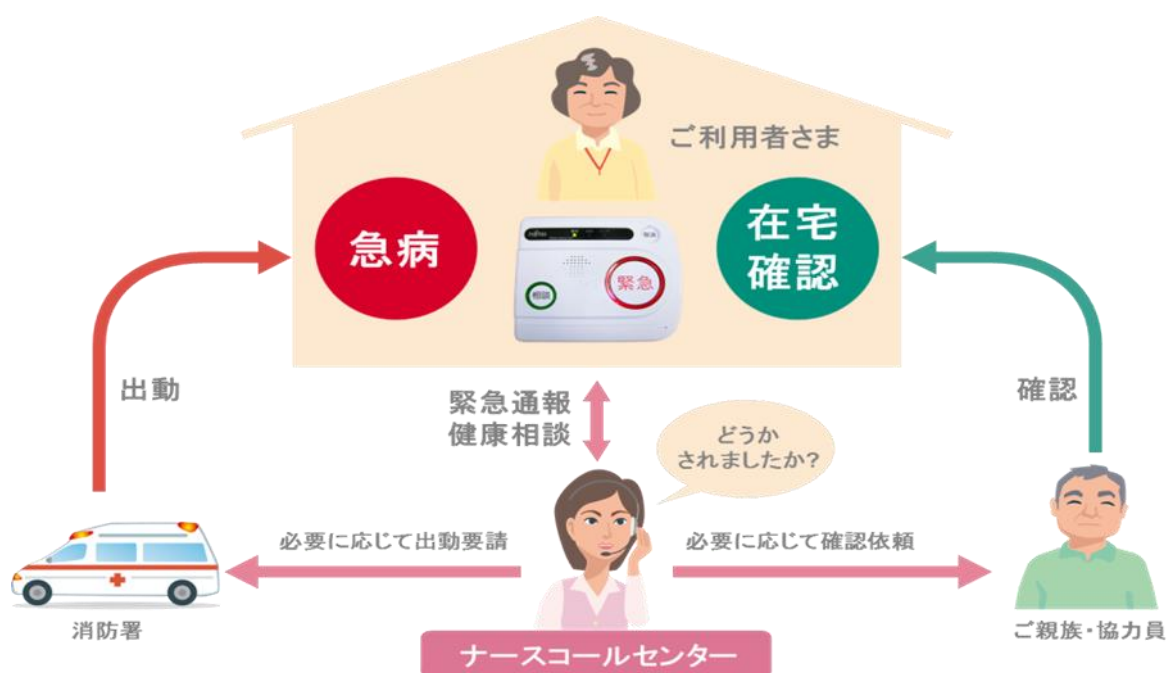 ご利用者さま
急病
在宅
確認
FUJITSU
相談
緊急
出動
緊急通報
健康相談
確認
どうか
されましたか?
必要に応じて出動要請
必要に応じて確認依頼
消防署
ご親族・協力員
ナースコールセンター